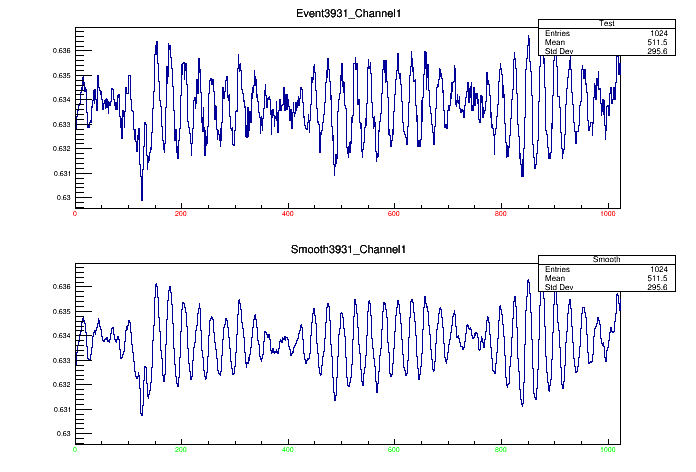 Event3931_Channel1
Test
Entries 1024
Mean 511.5
Std Dev 295.6
0.636
0.635
0.634
0.633
0.632
0.631
0.63
0 200 400 600 800 1000
Smooth3931_Channel1
Smooth
Entries 1024
Mean 511.5
Std Dev 295.6
0.636
0.635
0.634
0.633
0.632
0.631
0.63
0 200 400 600 800 1000